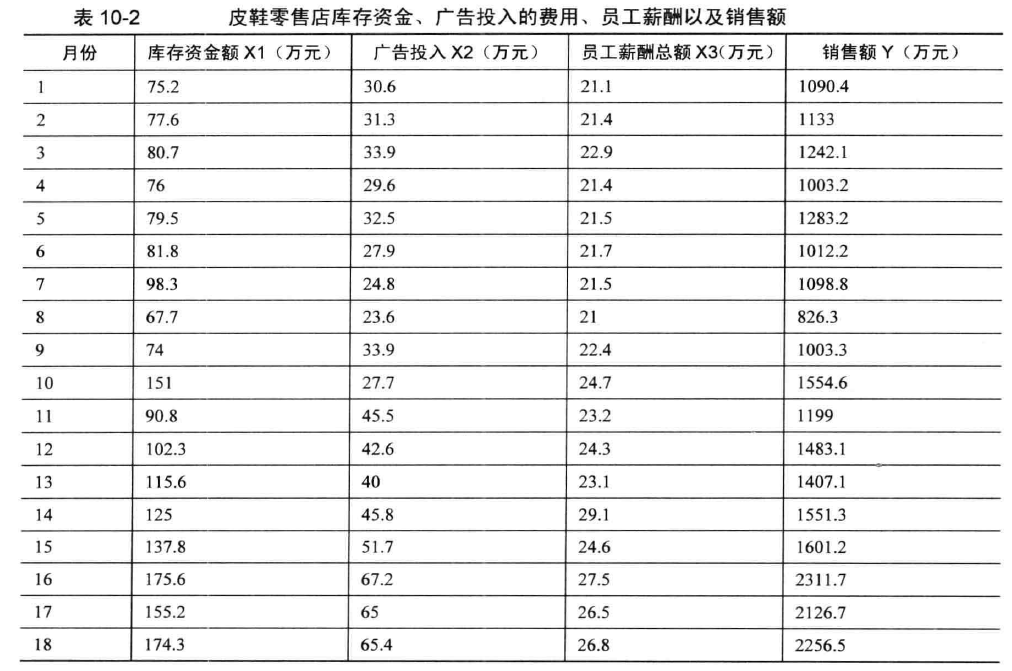 表 10-2 皮鞋零售店库存资金、广告投入的费用、员工薪酬以及销售额
月份 库存资金额 X1（万元） 广告投入 X2（万元） 员工薪酬总额 X3(万元） 销售额 Y（万元）
1 75.2 30.6 21.1 1090.4
2 77.6 31.3 21.4 1133
3 80.7 33.9 22.9 1242.1
4 76 29.6 21.4 1003.2
5 79.5 32.5 21.5 1283.2
6 81.8 27.9 21.7 1012.2
7 98.3 24.8 21.5 1098.8
8 67.7 23.6 21 826.3
9 74 33.9 22.4 1003.3
10 151 27.7 24.7 1554.6
11 90.8 45.5 23.2 1199
12 102.3 42.6 24.3 1483.1
13 115.6 40 23.1 1407.1
14 125 45.8 29.1 1551.3
15 137.8 51.7 24.6 1601.2
16 175.6 67.2 27.5 2311.7
17 155.2 65 26.5 2126.7
18 174.3 65.4 26.8 2256.5